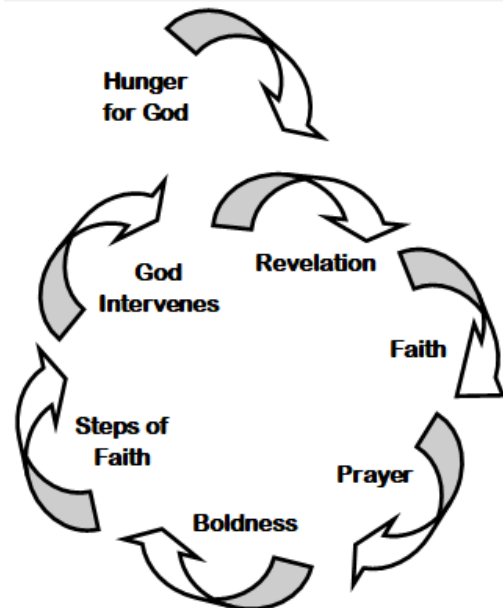 Hunger
for God
Revelation
Faith
Prayer
Boldness
Steps of
Faith
God
Intervenes